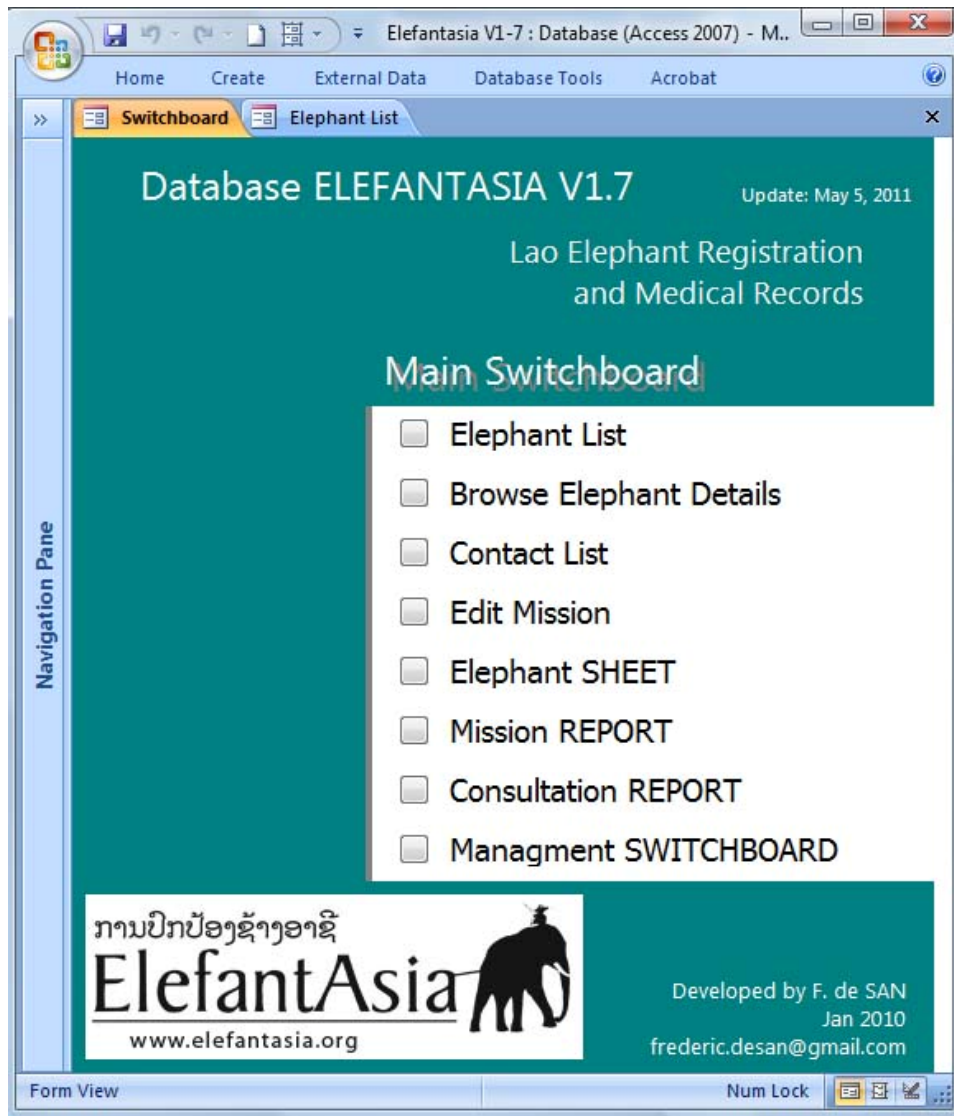 Elefantasia V1-7 : Database (Access 2007) - M..
Home Create External Data Database Tools Acrobat
Switchboard Elephant List
Navigation Pane
Database ELEFANTASIA V1.7
Update: May 5, 2011
Lao Elephant Registration
and Medical Records
Main Switchboard
Elephant List
Browse Elephant Details
Contact List
Edit Mission
Elephant SHEET
Mission REPORT
Consultation REPORT
Managment SWITCHBOARD
ການປົກປ້ອງຊ້າງອາຊີ
ElefantAsia
www.elefantasia.org
Developed by F. de SAN
Jan 2010
frederic.desan@gmail.com
Form View Num Lock